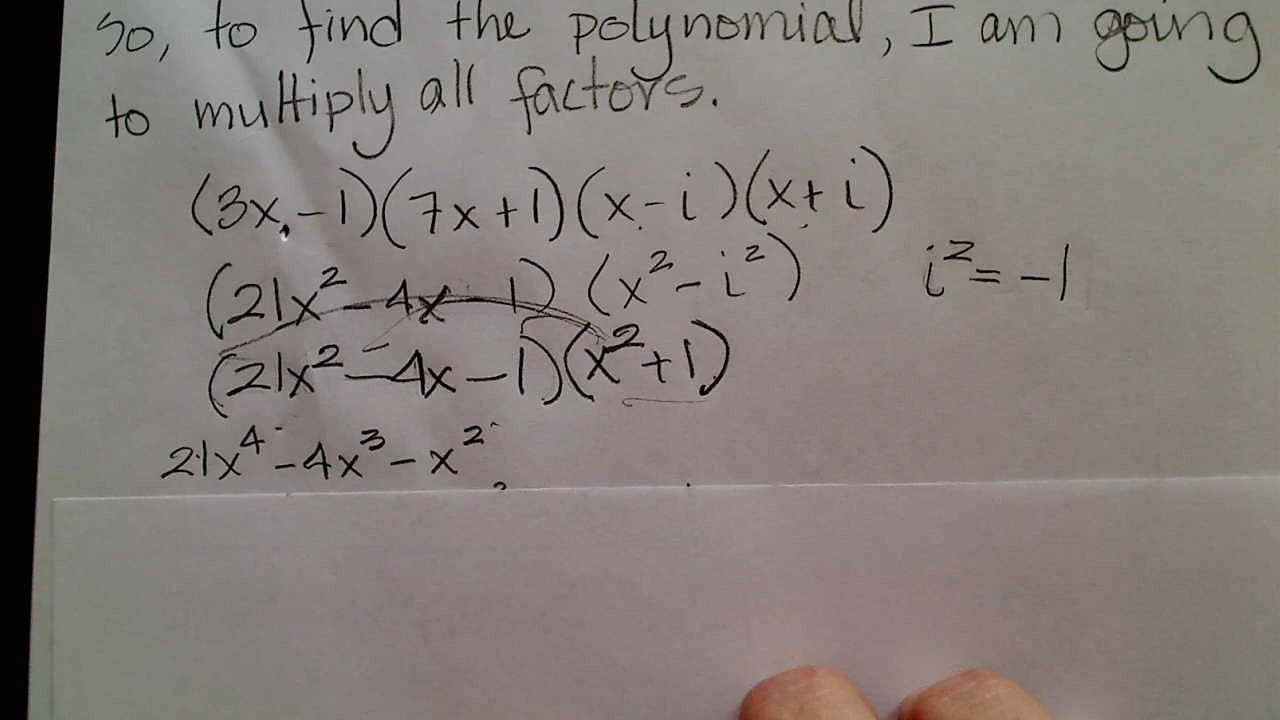 So, to find the polynomial, I am going
to multiply all factors.
(3x-1)(7x+1)(x-i)(x+i)
(21x²-4x-1)(x²-i²) i²=-1
(21x²-4x-1)(x²+1)
21x⁴-4x³-x²